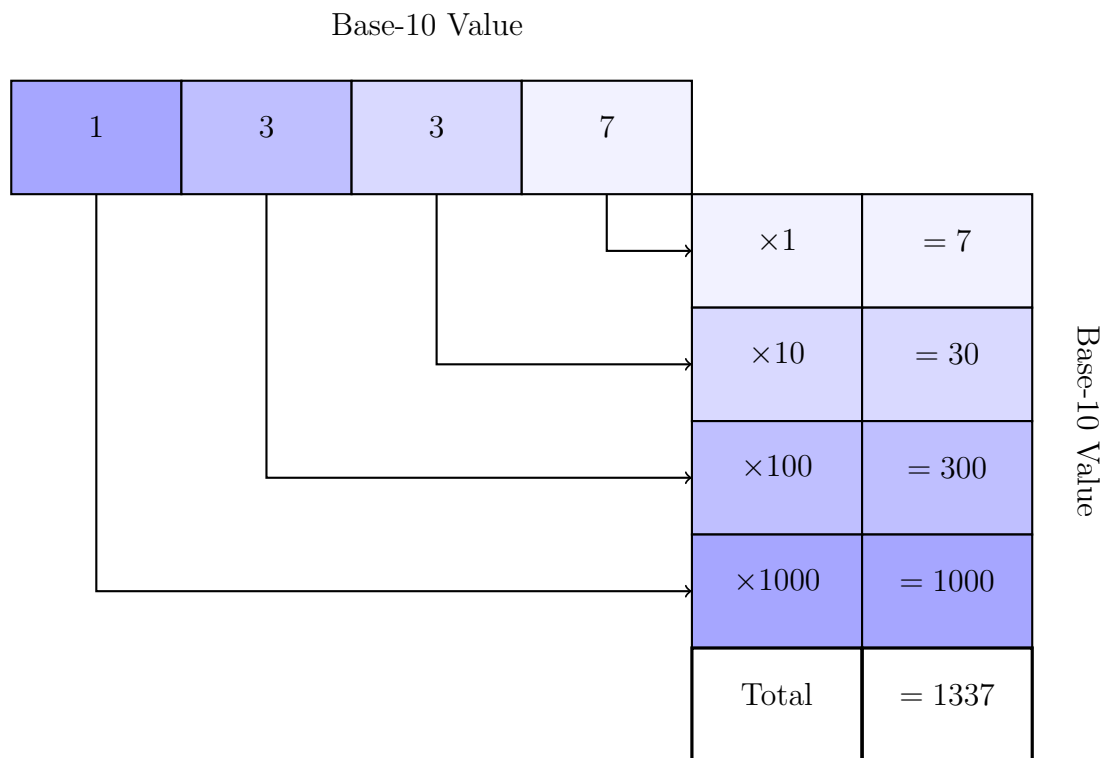 Base-10 Value
1 3 3 7
×1 = 7
×10 = 30
×100 = 300
×1000 = 1000
Total = 1337
Base-10 Value